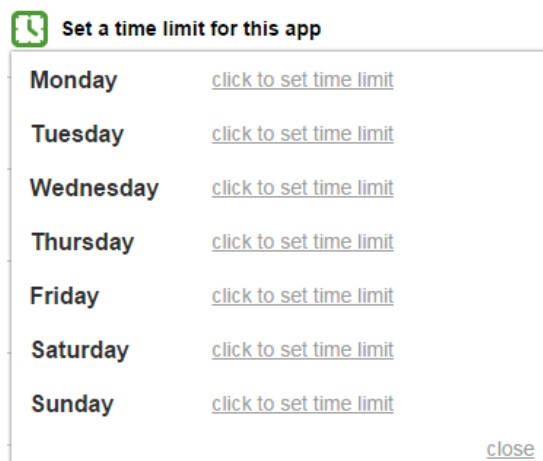 Set a time limit for this app
Monday click to set time limit
Tuesday click to set time limit
Wednesday click to set time limit
Thursday click to set time limit
Friday click to set time limit
Saturday click to set time limit
Sunday click to set time limit
close